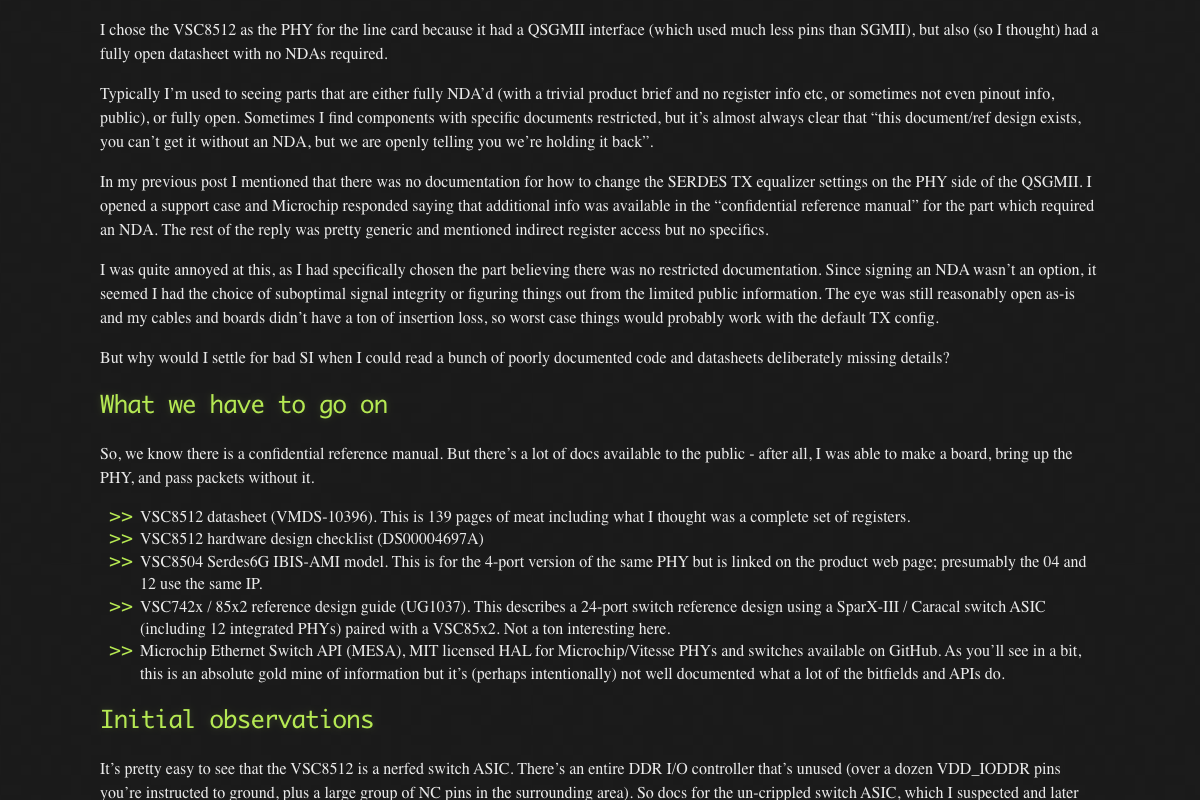 I chose the VSC8512 as the PHY for the line card because it had a QSGMII interface (which used much less pins than SGMII), but also (so I thought) had a
fully open datasheet with no NDAs required.
Typically I’m used to seeing parts that are either fully NDA’d (with a trivial product brief and no register info etc, or sometimes not even pinout info,
public), or fully open. Sometimes I find components with specific documents restricted, but it’s almost always clear that “this document/ref design exists,
you can’t get it without an NDA, but we are openly telling you we’re holding it back”.
In my previous post I mentioned that there was no documentation for how to change the SERDES TX equalizer settings on the PHY side of the QSGMII. I
opened a support case and Microchip responded saying that additional info was available in the “confidential reference manual” for the part which required
an NDA. The rest of the reply was pretty generic and mentioned indirect register access but no specifics.
I was quite annoyed at this, as I had specifically chosen the part believing there was no restricted documentation. Since signing an NDA wasn’t an option, it
seemed I had the choice of suboptimal signal integrity or figuring things out from the limited public information. The eye was still reasonably open as-is
and my cables and boards didn’t have a ton of insertion loss, so worst case things would probably work with the default TX config.
But why would I settle for bad SI when I could read a bunch of poorly documented code and datasheets deliberately missing details?
What we have to go on
So, we know there is a confidential reference manual. But there’s a lot of docs available to the public - after all, I was able to make a board, bring up the
PHY, and pass packets without it.
>> VSC8512 datasheet (VMDS-10396). This is 139 pages of meat including what I thought was a complete set of registers.
>> VSC8512 hardware design checklist (DS00004697A)
>> VSC8504 Serdes6G IBIS-AMI model. This is for the 4-port version of the same PHY but is linked on the product web page; presumably the 04 and
12 use the same IP.
>> VSC742x / 85x2 reference design guide (UG1037). This describes a 24-port switch reference design using a SparX-III / Caracal switch ASIC
(including 12 integrated PHYs) paired with a VSC85x2. Not a ton interesting here.
>> Microchip Ethernet Switch API (MESA), MIT licensed HAL for Microchip/Vitesse PHYs and switches available on GitHub. As you’ll see in a bit,
this is an absolute gold mine of information but it’s (perhaps intentionally) not well documented what a lot of the bitfields and APIs do.
Initial observations
It’s pretty easy to see that the VSC8512 is a nerfed switch ASIC. There’s an entire DDR I/O controller that’s unused (over a dozen VDD_IODDR pins
you’re instructed to ground, plus a large group of NC pins in the surrounding area). So docs for the un-crippled switch ASIC, which I suspected and later